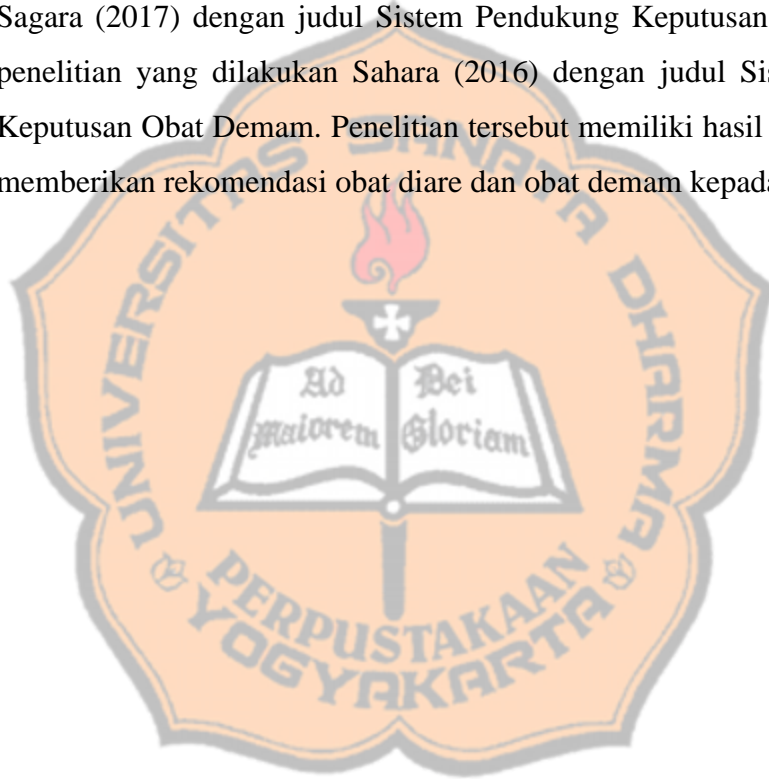 Sagara (2017) dengan judul Sistem Pendukung Keputusan
penelitian yang dilakukan Sahara (2016) dengan judul Sis
Keputusan Obat Demam. Penelitian tersebut memiliki hasil
memberikan rekomendasi obat diare dan obat demam kepada
UNIVERSITAS SANATA DHARMA
Ad Dei
Maiorem Gloriam
PERPUSTAKAAN
YOGYAKARTA